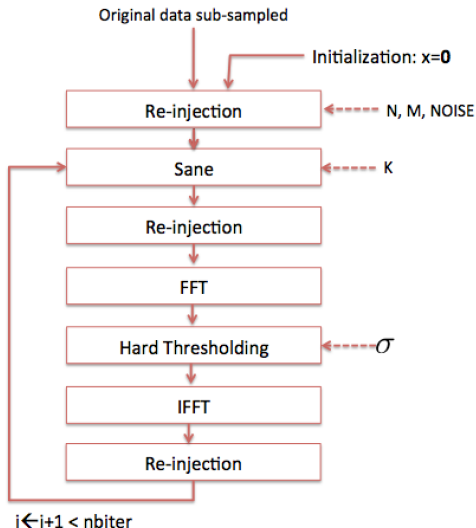 Original data sub-sampled
Initialization: x=0
Re-injection
N, M, NOISE
Sane
K
Re-injection
FFT
Hard Thresholding
σ
IFFT
Re-injection
i←i+1 < nbiter